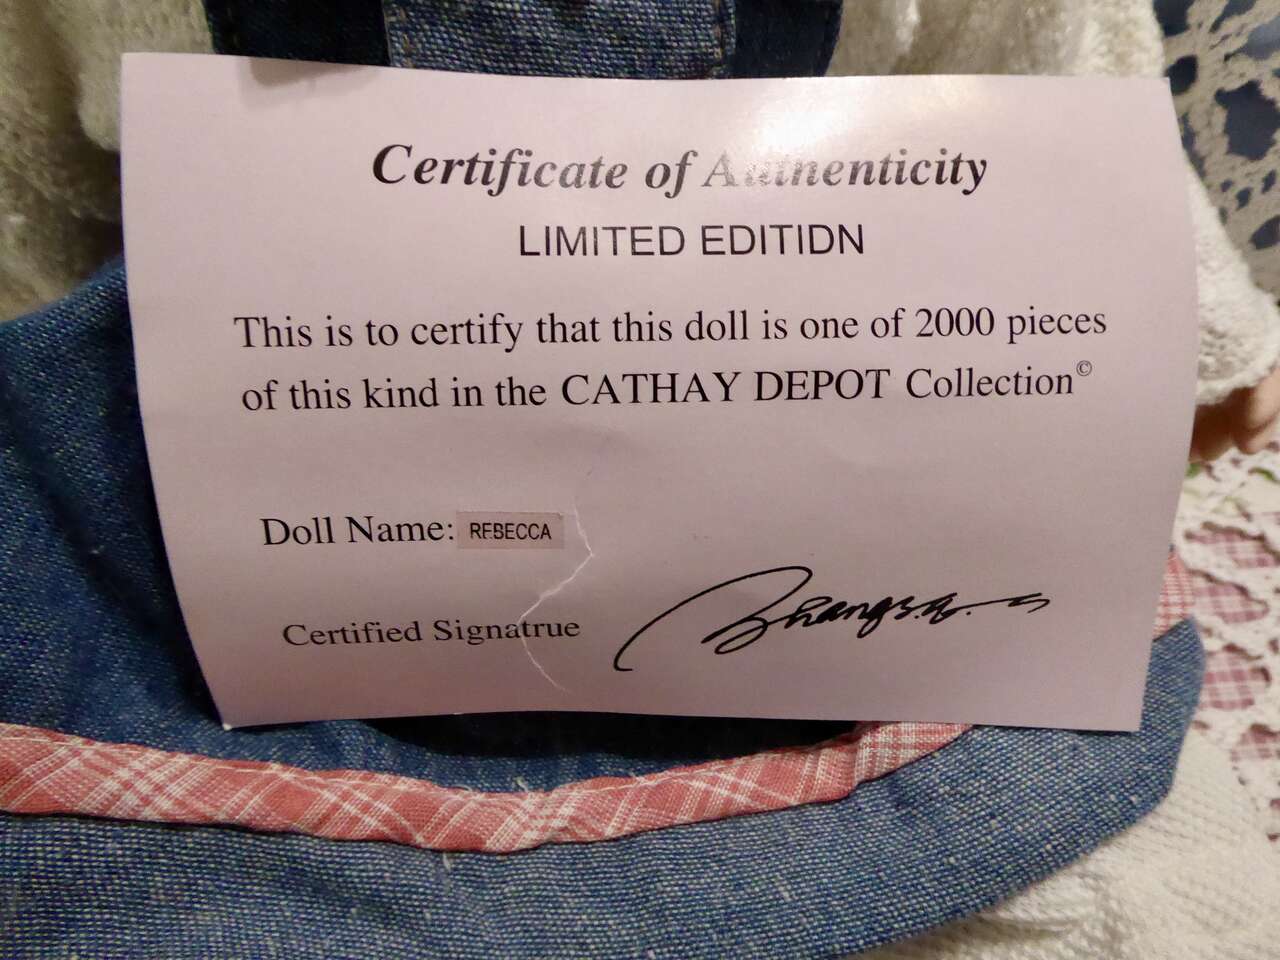 Certificate of Authenticity
LIMITED EDITIDN
This is to certify that this doll is one of 2000 pieces
of this kind in the CATHAY DEPOT Collection©
Doll Name: REBECCA
Certified Signatrue